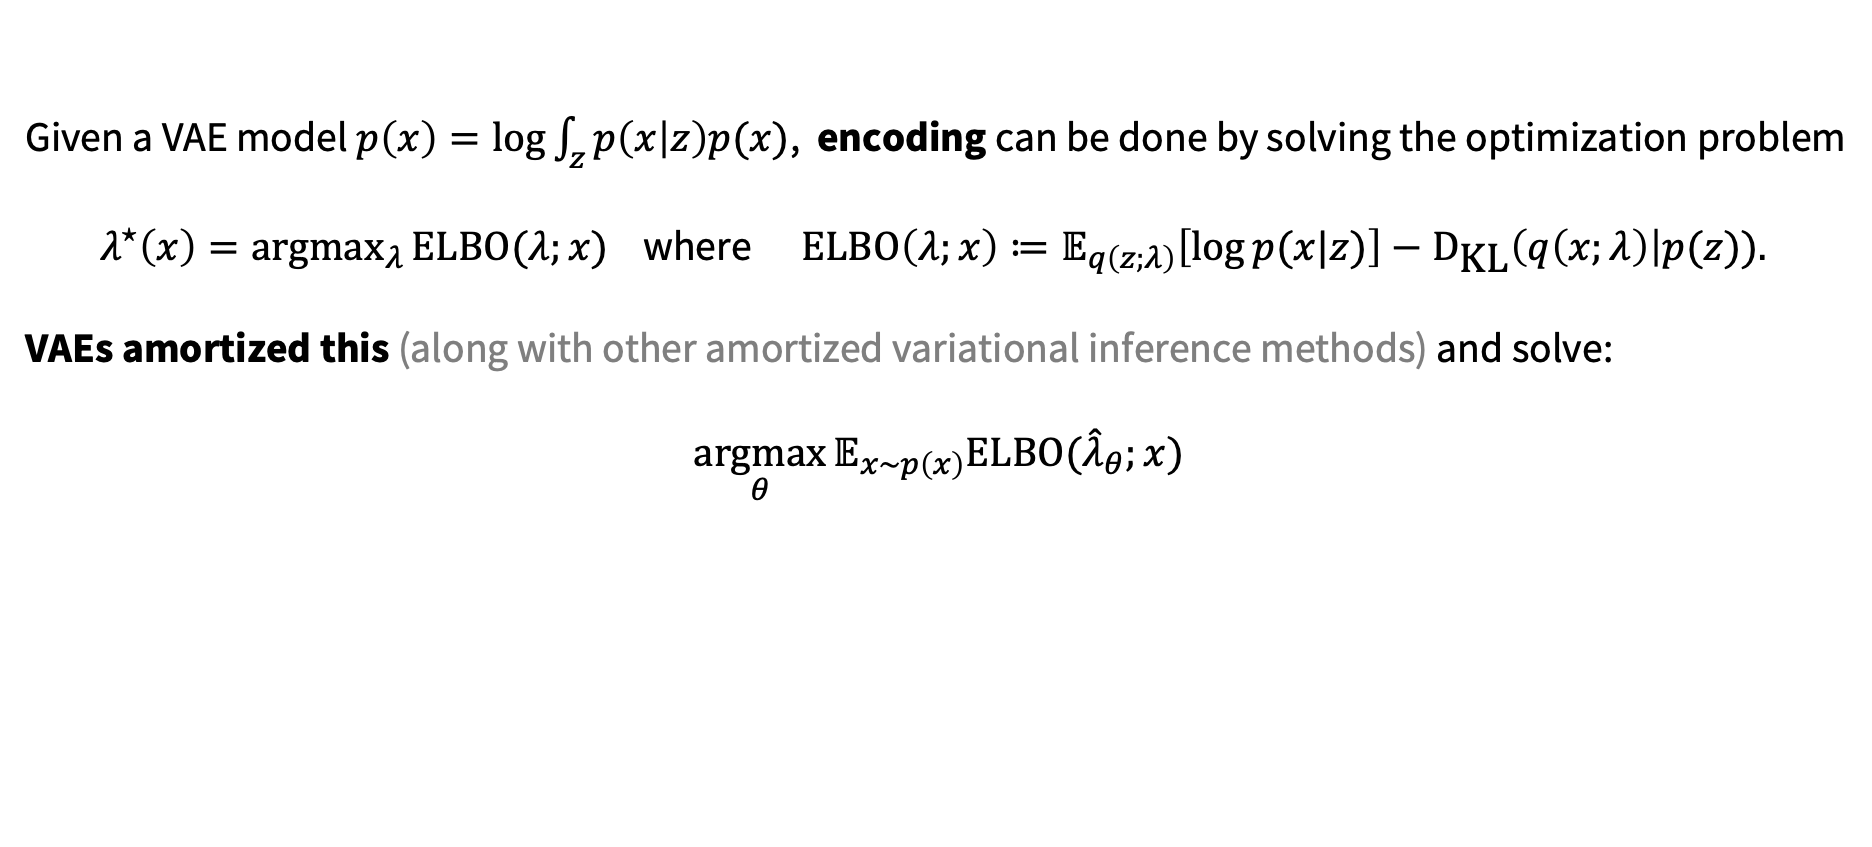 Given a VAE model p(x) = log ∫_z p(x|z)p(x), encoding can be done by solving the optimization problem
λ⋆(x) = argmax_λ ELBO(λ; x) where ELBO(λ; x) ≔ 𝔼_{q(z;λ)}[log p(x|z)] − D_KL(q(x; λ)|p(z)).
VAEs amortized this (along with other amortized variational inference methods) and solve:
argmax_θ 𝔼_{x~p(x)} ELBO(λ̂_θ; x)